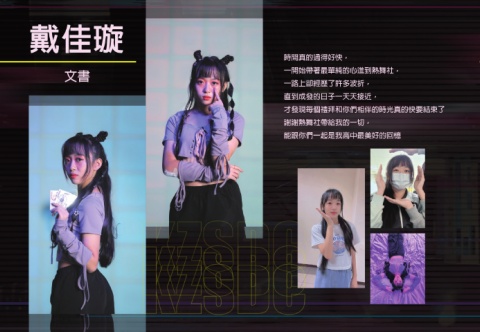 戴佳璇
文書
時間真的過得好快，
一開始帶著最單純的心進到熱舞社，
一路上卻經歷了許多波折，
直到成發的日子一天天接近，
才發現每個禮拜和你們相伴的時光真的快要結束了
謝謝熱舞社帶給我的一切，
能跟你們一起是我高中最美好的回憶
KZSDC
KZSDC